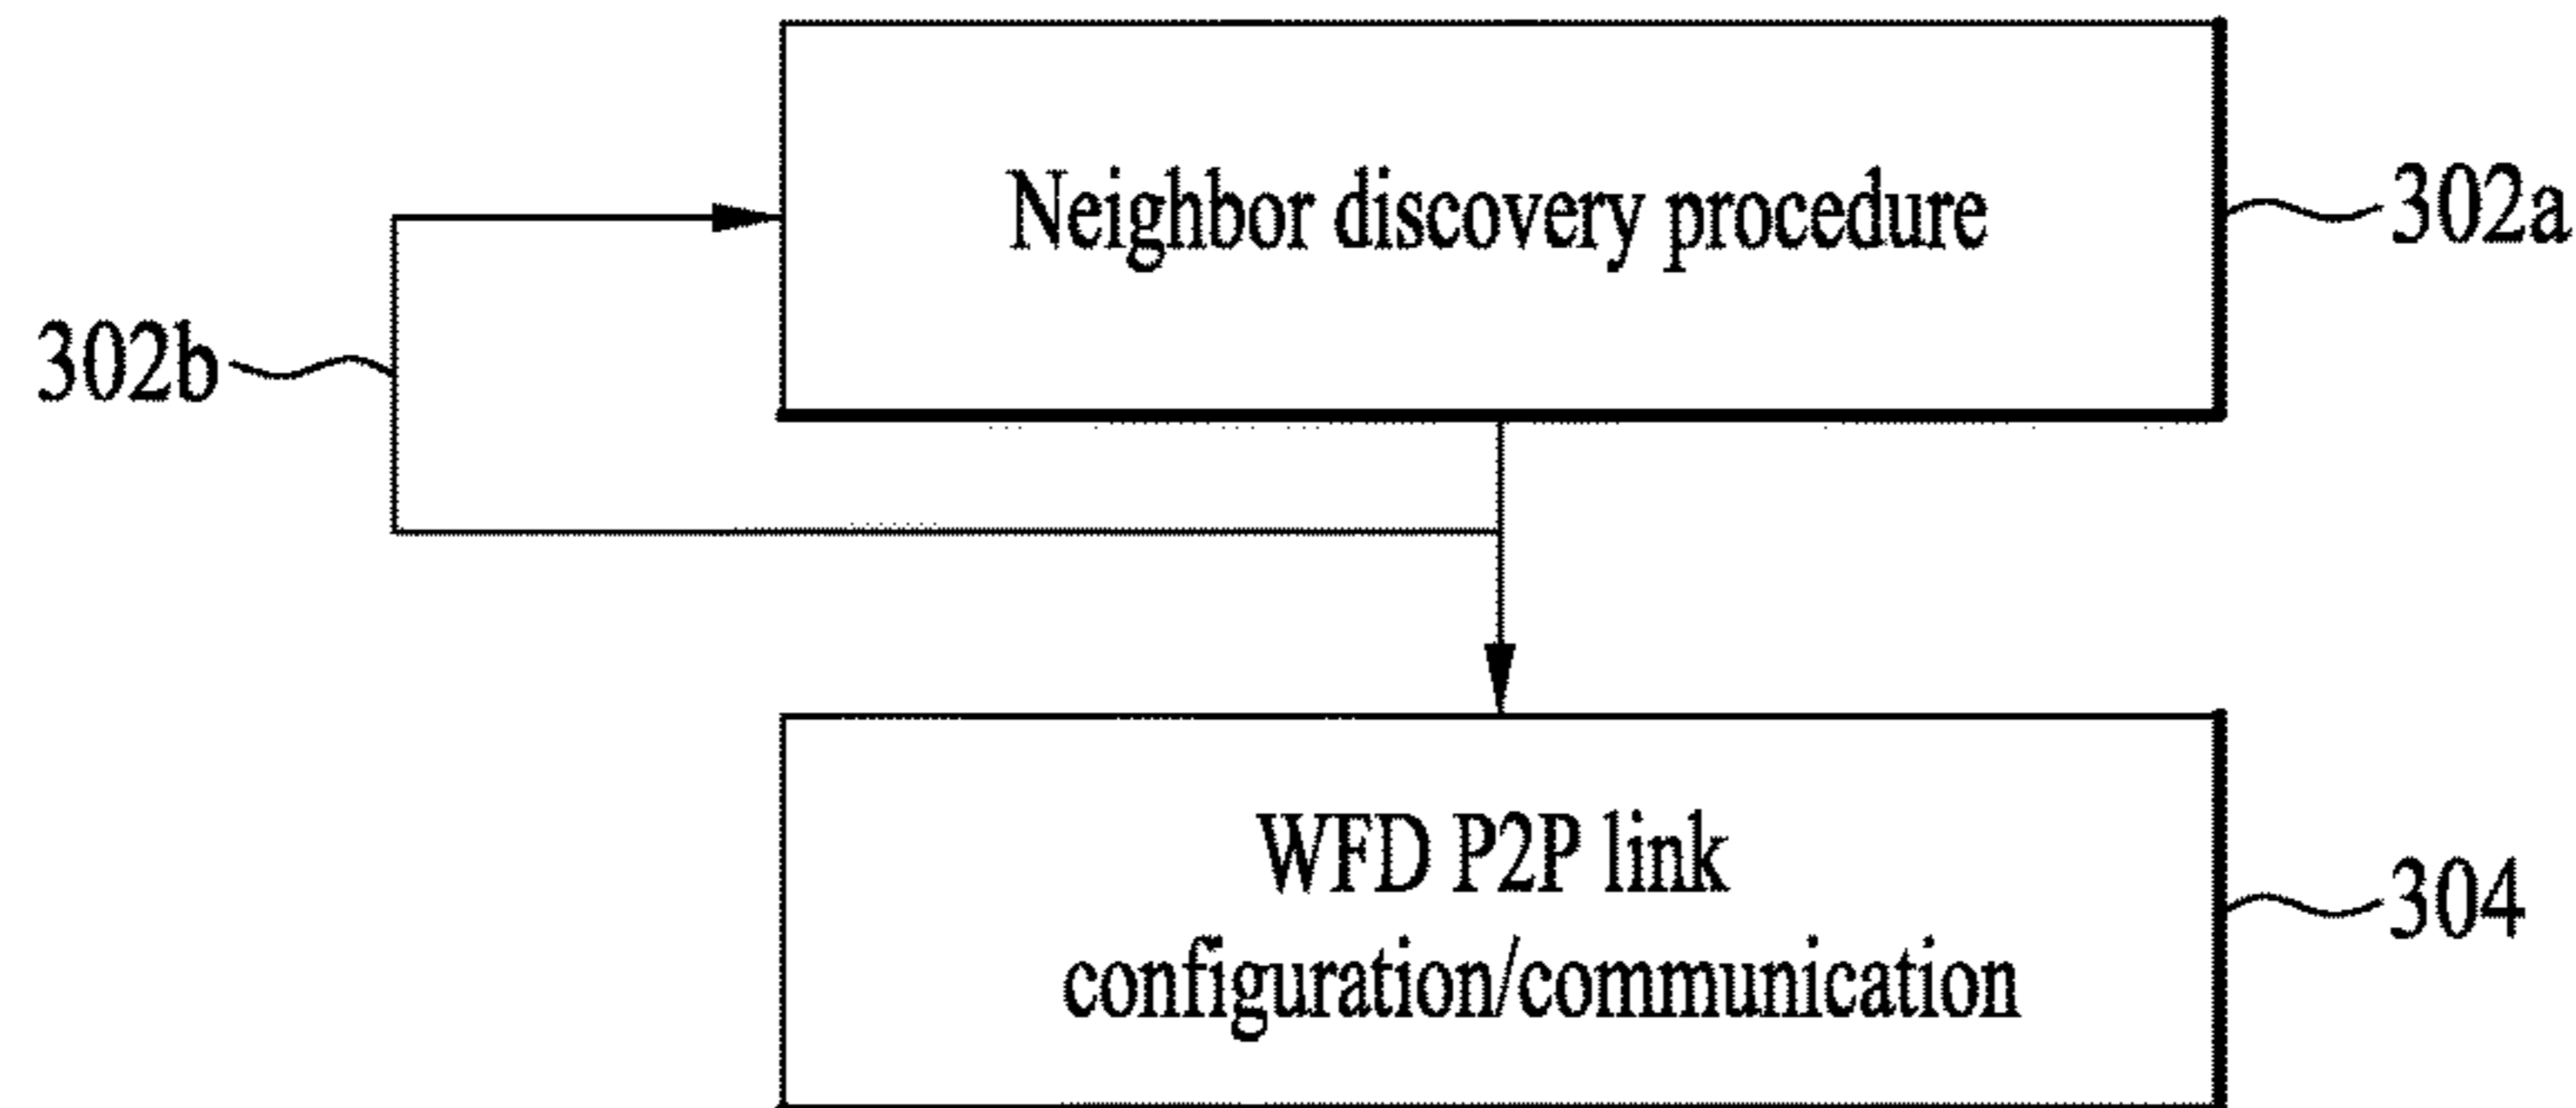 Neighbor discovery procedure
302a
302b
WFD P2P link
configuration/communication
304